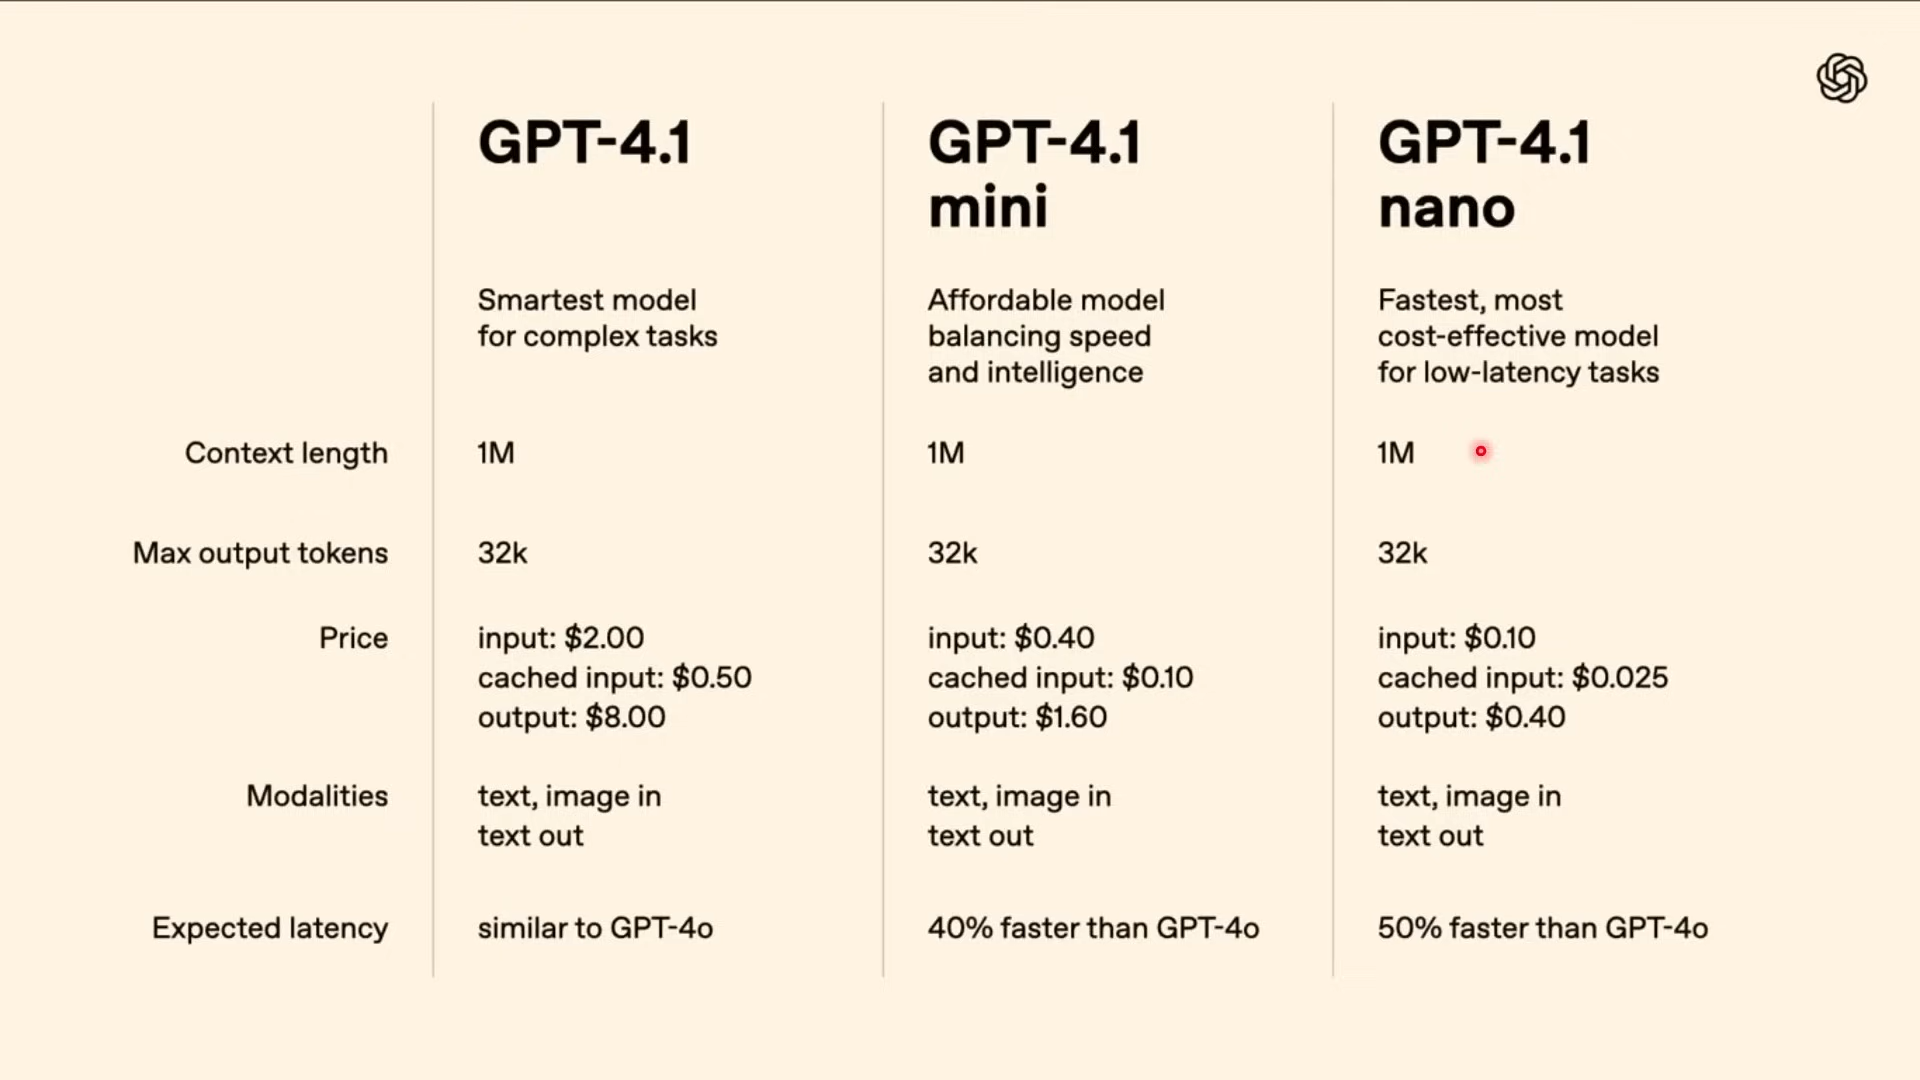 GPT-4.1
GPT-4.1
mini
GPT-4.1
nano
Smartest model
for complex tasks
Affordable model
balancing speed
and intelligence
Fastest, most
cost-effective model
for low-latency tasks
Context length
1M
1M
1M
Max output tokens
32k
32k
32k
Price
input: $2.00
cached input: $0.50
output: $8.00
input: $0.40
cached input: $0.10
output: $1.60
input: $0.10
cached input: $0.025
output: $0.40
Modalities
text, image in
text out
text, image in
text out
text, image in
text out
Expected latency
similar to GPT-4o
40% faster than GPT-4o
50% faster than GPT-4o